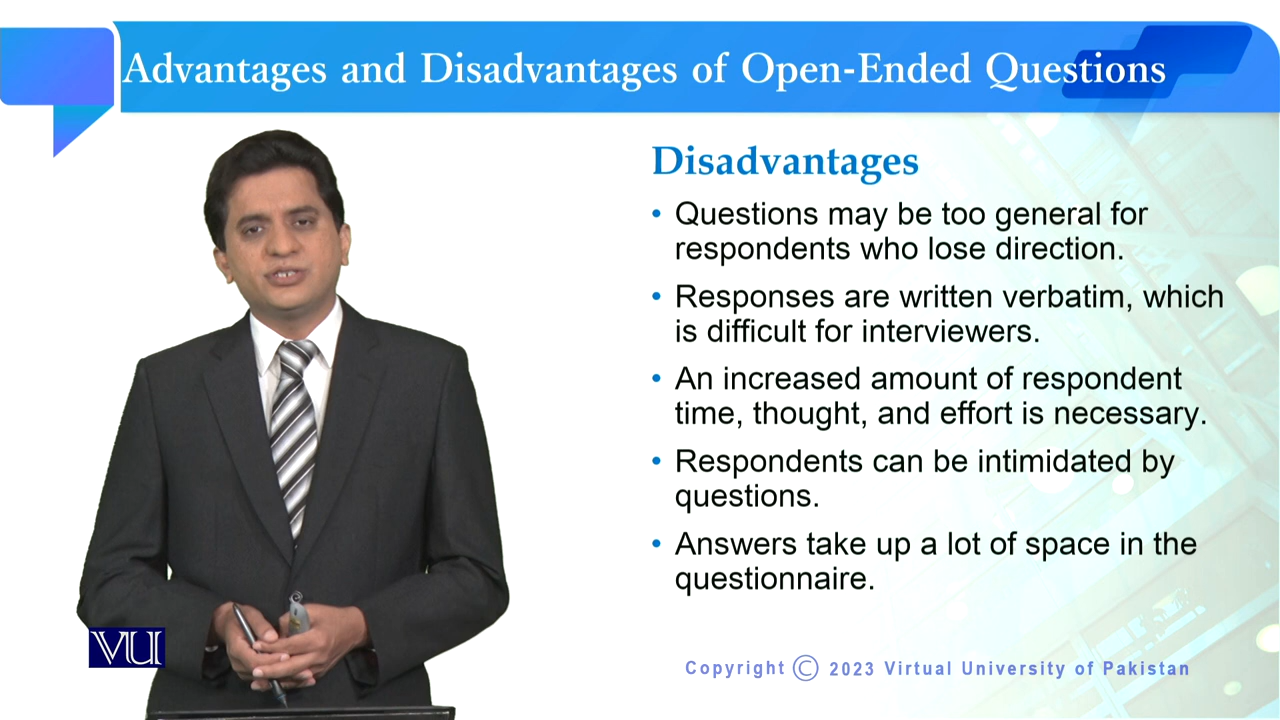 Advantages and Disadvantages of Open-Ended Questions
Disadvantages
• Questions may be too general for
respondents who lose direction.
• Responses are written verbatim, which
is difficult for interviewers.
• An increased amount of respondent
time, thought, and effort is necessary.
• Respondents can be intimidated by
questions.
• Answers take up a lot of space in the
questionnaire.
VU
Copyright © 2023 Virtual University of Pakistan